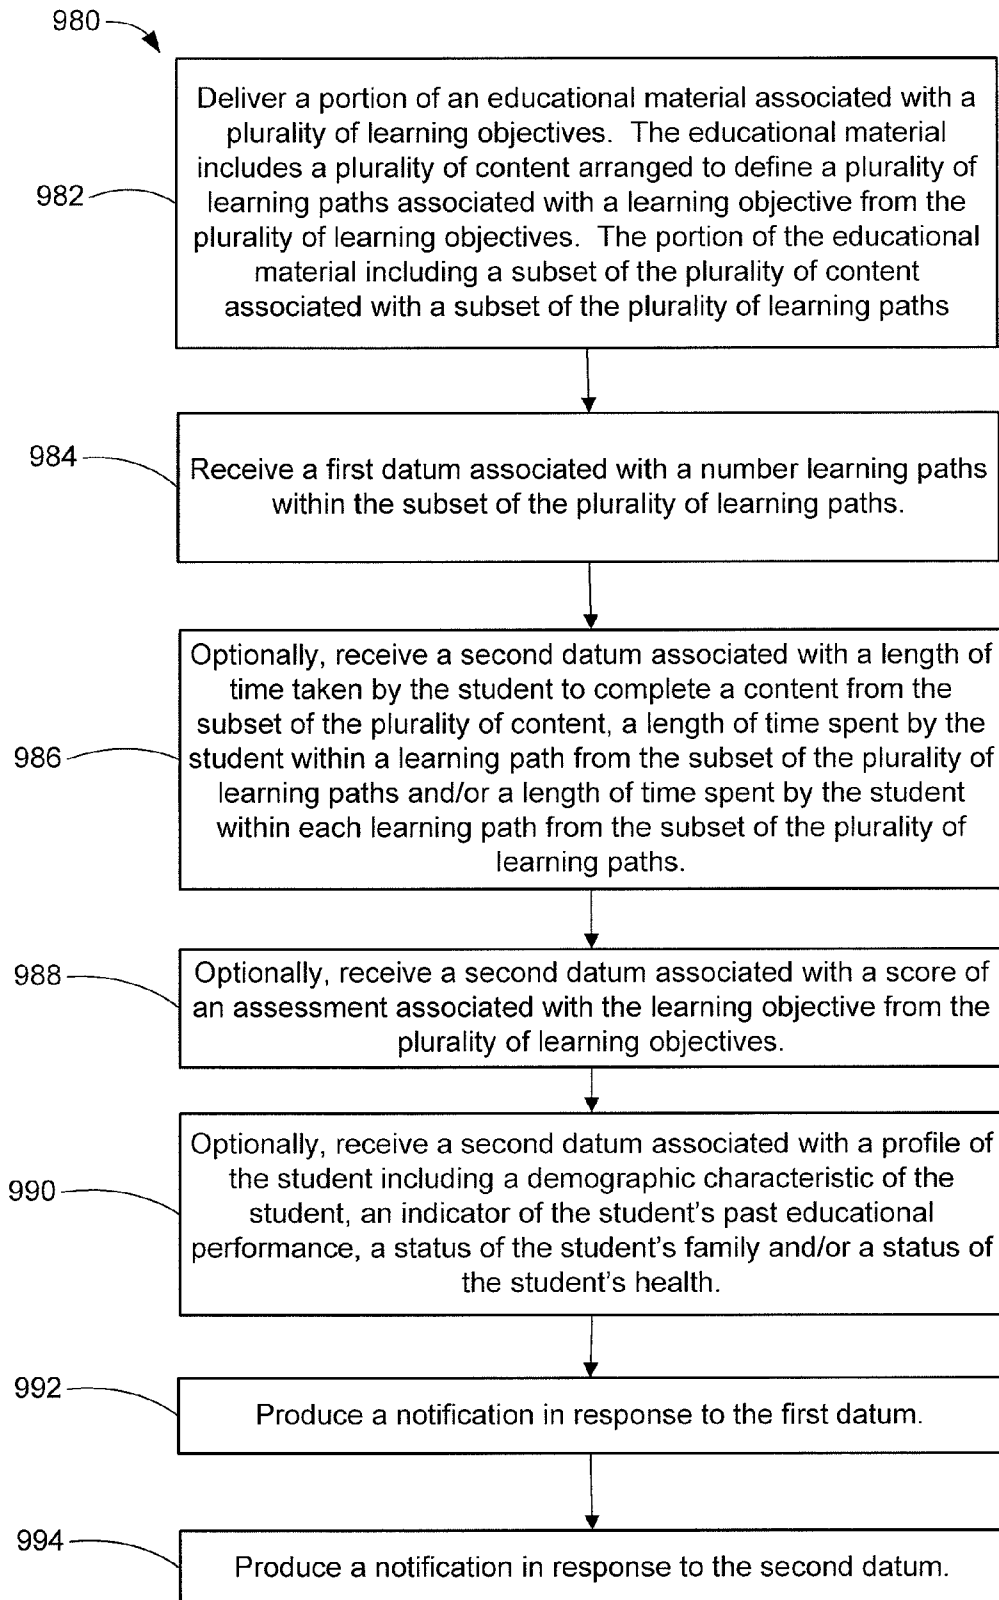 980
Deliver a portion of an educational material associated with a
plurality of learning objectives. The educational material
includes a plurality of content arranged to define a plurality of
982
learning paths associated with a learning objective from the
plurality of learning objectives. The portion of the educational
material including a subset of the plurality of content
associated with a subset of the plurality of learning paths
984
Receive a first datum associated with a number learning paths
within the subset of the plurality of learning paths.
Optionally, receive a second datum associated with a length of
time taken by the student to complete a content from the
subset of the plurality of content, a length of time spent by the
986
student within a learning path from the subset of the plurality of
learning paths and/or a length of time spent by the student
within each learning path from the subset of the plurality of
learning paths.
988
Optionally, receive a second datum associated with a score of
an assessment associated with the learning objective from the
plurality of learning objectives.
Optionally, receive a second datum associated with a profile of
the student including a demographic characteristic of the
990
student, an indicator of the student's past educational
performance, a status of the student's family and/or a status of
the student's health.
992
Produce a notification in response to the first datum.
994
Produce a notification in response to the second datum.